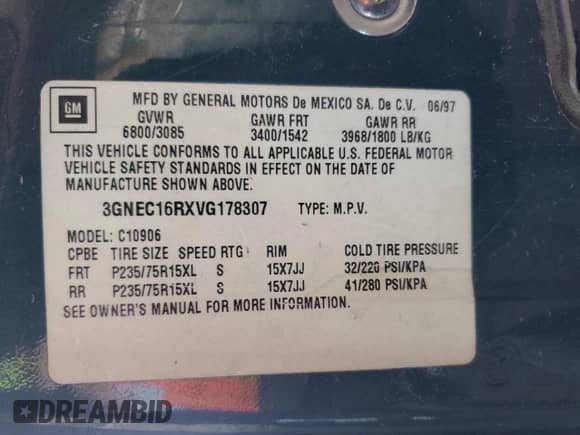 MFD BY GENERAL MOTORS De MEXICO SA. De C.V. 06/97
GM
GVWR GAWR FRT GAWR RR
6800/3085 3400/1542 3968/1800 LB/KG
THIS VEHICLE CONFORMS TO ALL APPLICABLE U.S. FEDERAL MOTOR
VEHICLE SAFETY STANDARDS IN EFFECT ON THE DATE OF
MANUFACTURE SHOWN ABOVE.
3GNEC16RXVG178307 TYPE: M.P.V.
MODEL: C10906
CPBE TIRE SIZE SPEED RTG RIM COLD TIRE PRESSURE
FRT P235/75R15XL S 15X7JJ 32/220 PSI/KPA
RR P235/75R15XL S 15X7JJ 41/280 PSI/KPA
SEE OWNER'S MANUAL FOR MORE INFORMATION.
DREAMBID